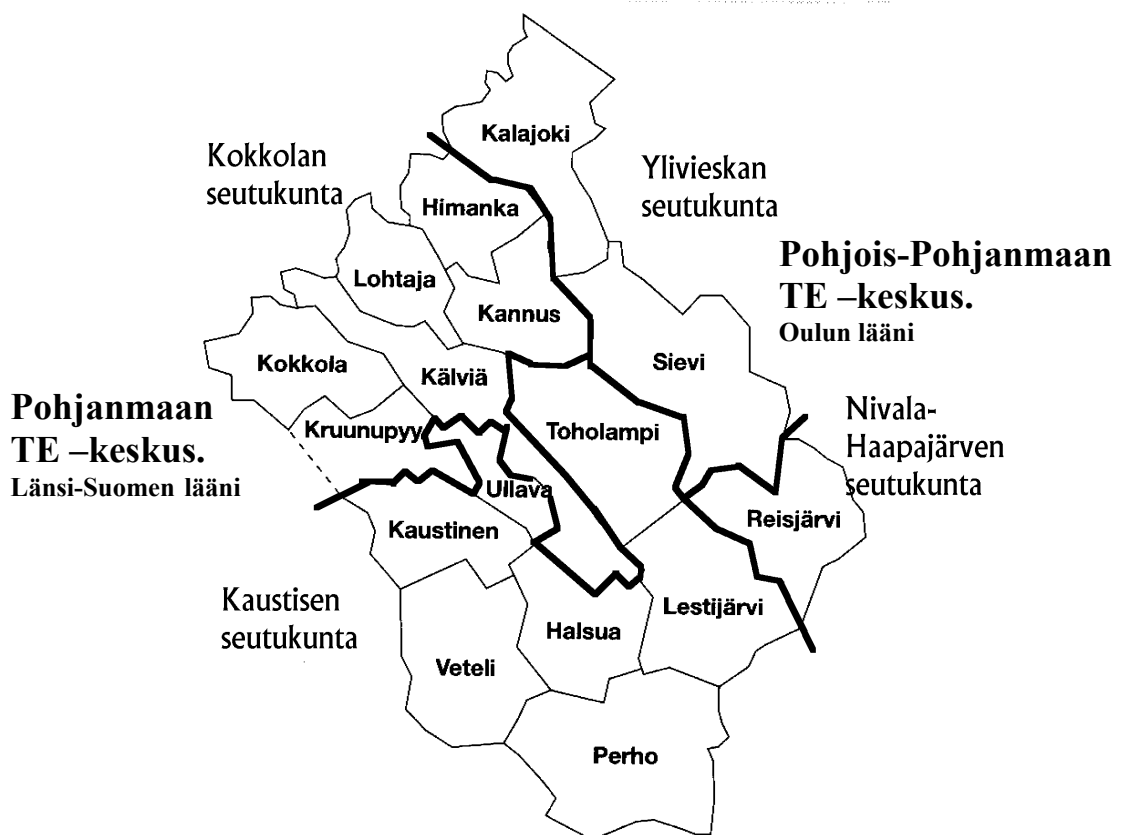 Kalajoki
Kokkolan
seutukunta
Ylivieskan
seutukunta
Himanka
Pohjois-Pohjanmaan
TE –keskus.
Oulun lääni
Lohtaja
Kannus
Kokkola
Kälviä
Sievi
Pohjanmaan
TE –keskus.
Länsi-Suomen lääni
Kruunupyy
Toholampi
Nivala-
Haapajärven
seutukunta
Ullava
Kaustinen
Reisjärvi
Kaustisen
seutukunta
Lestijärvi
Halsua
Veteli
Perho